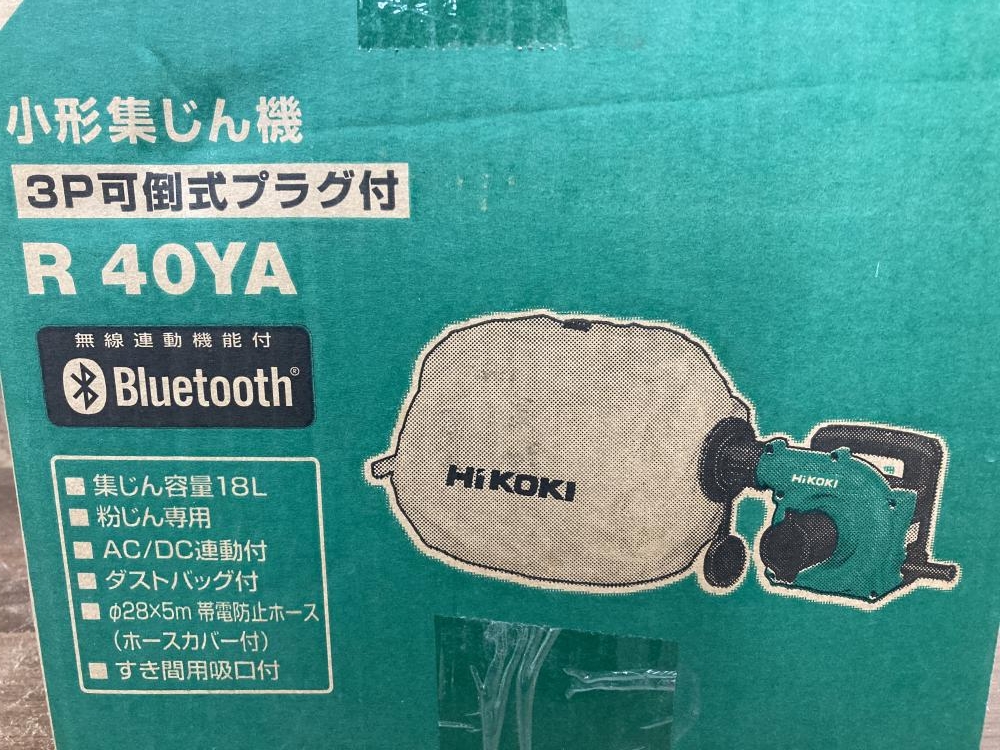 小形集じん機
3P可倒式プラグ付
R 40YA
無線連動機能付
Bluetooth®
■ 集じん容量18L
■ 粉じん専用
■ AC/DC連動付
■ ダストバッグ付
■ φ28×5m 帯電防止ホース
(ホースカバー付)
■ すき間用吸口付
HiKOKI
HiKOKI